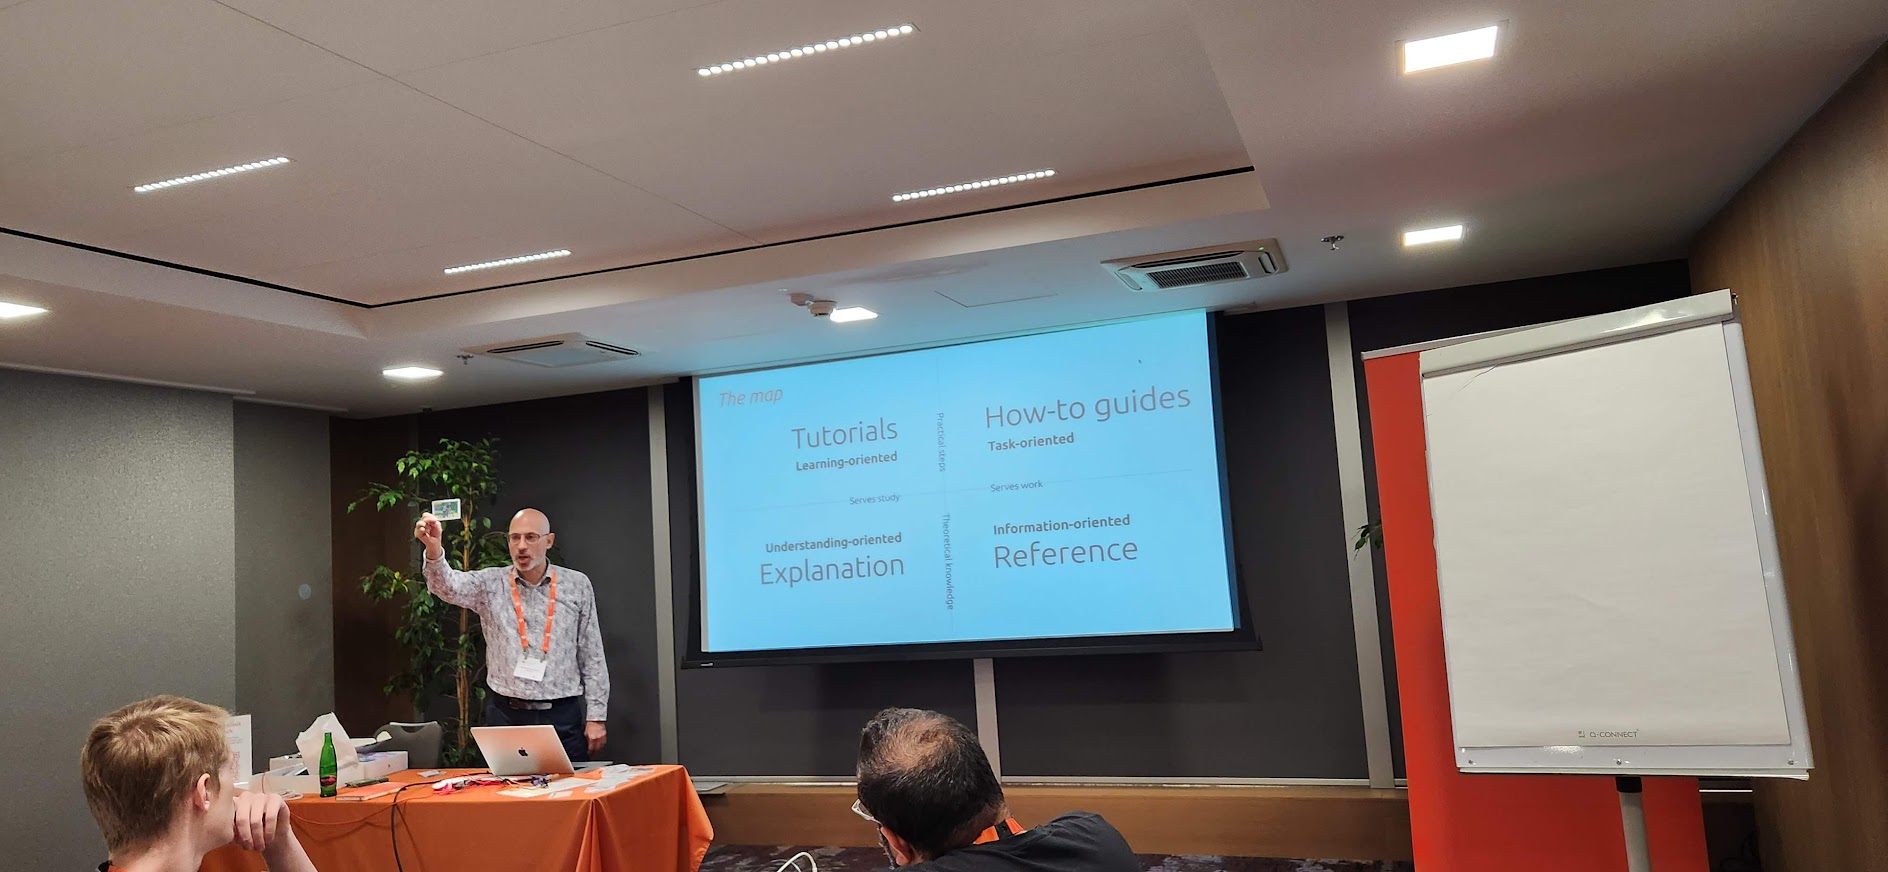 The map
Tutorials
Learning-oriented
How-to guides
Task-oriented
Practical steps
Serves study
Serves work
Understanding-oriented
Explanation
Information-oriented
Reference
Theoretical knowledge
Q-CONNECT